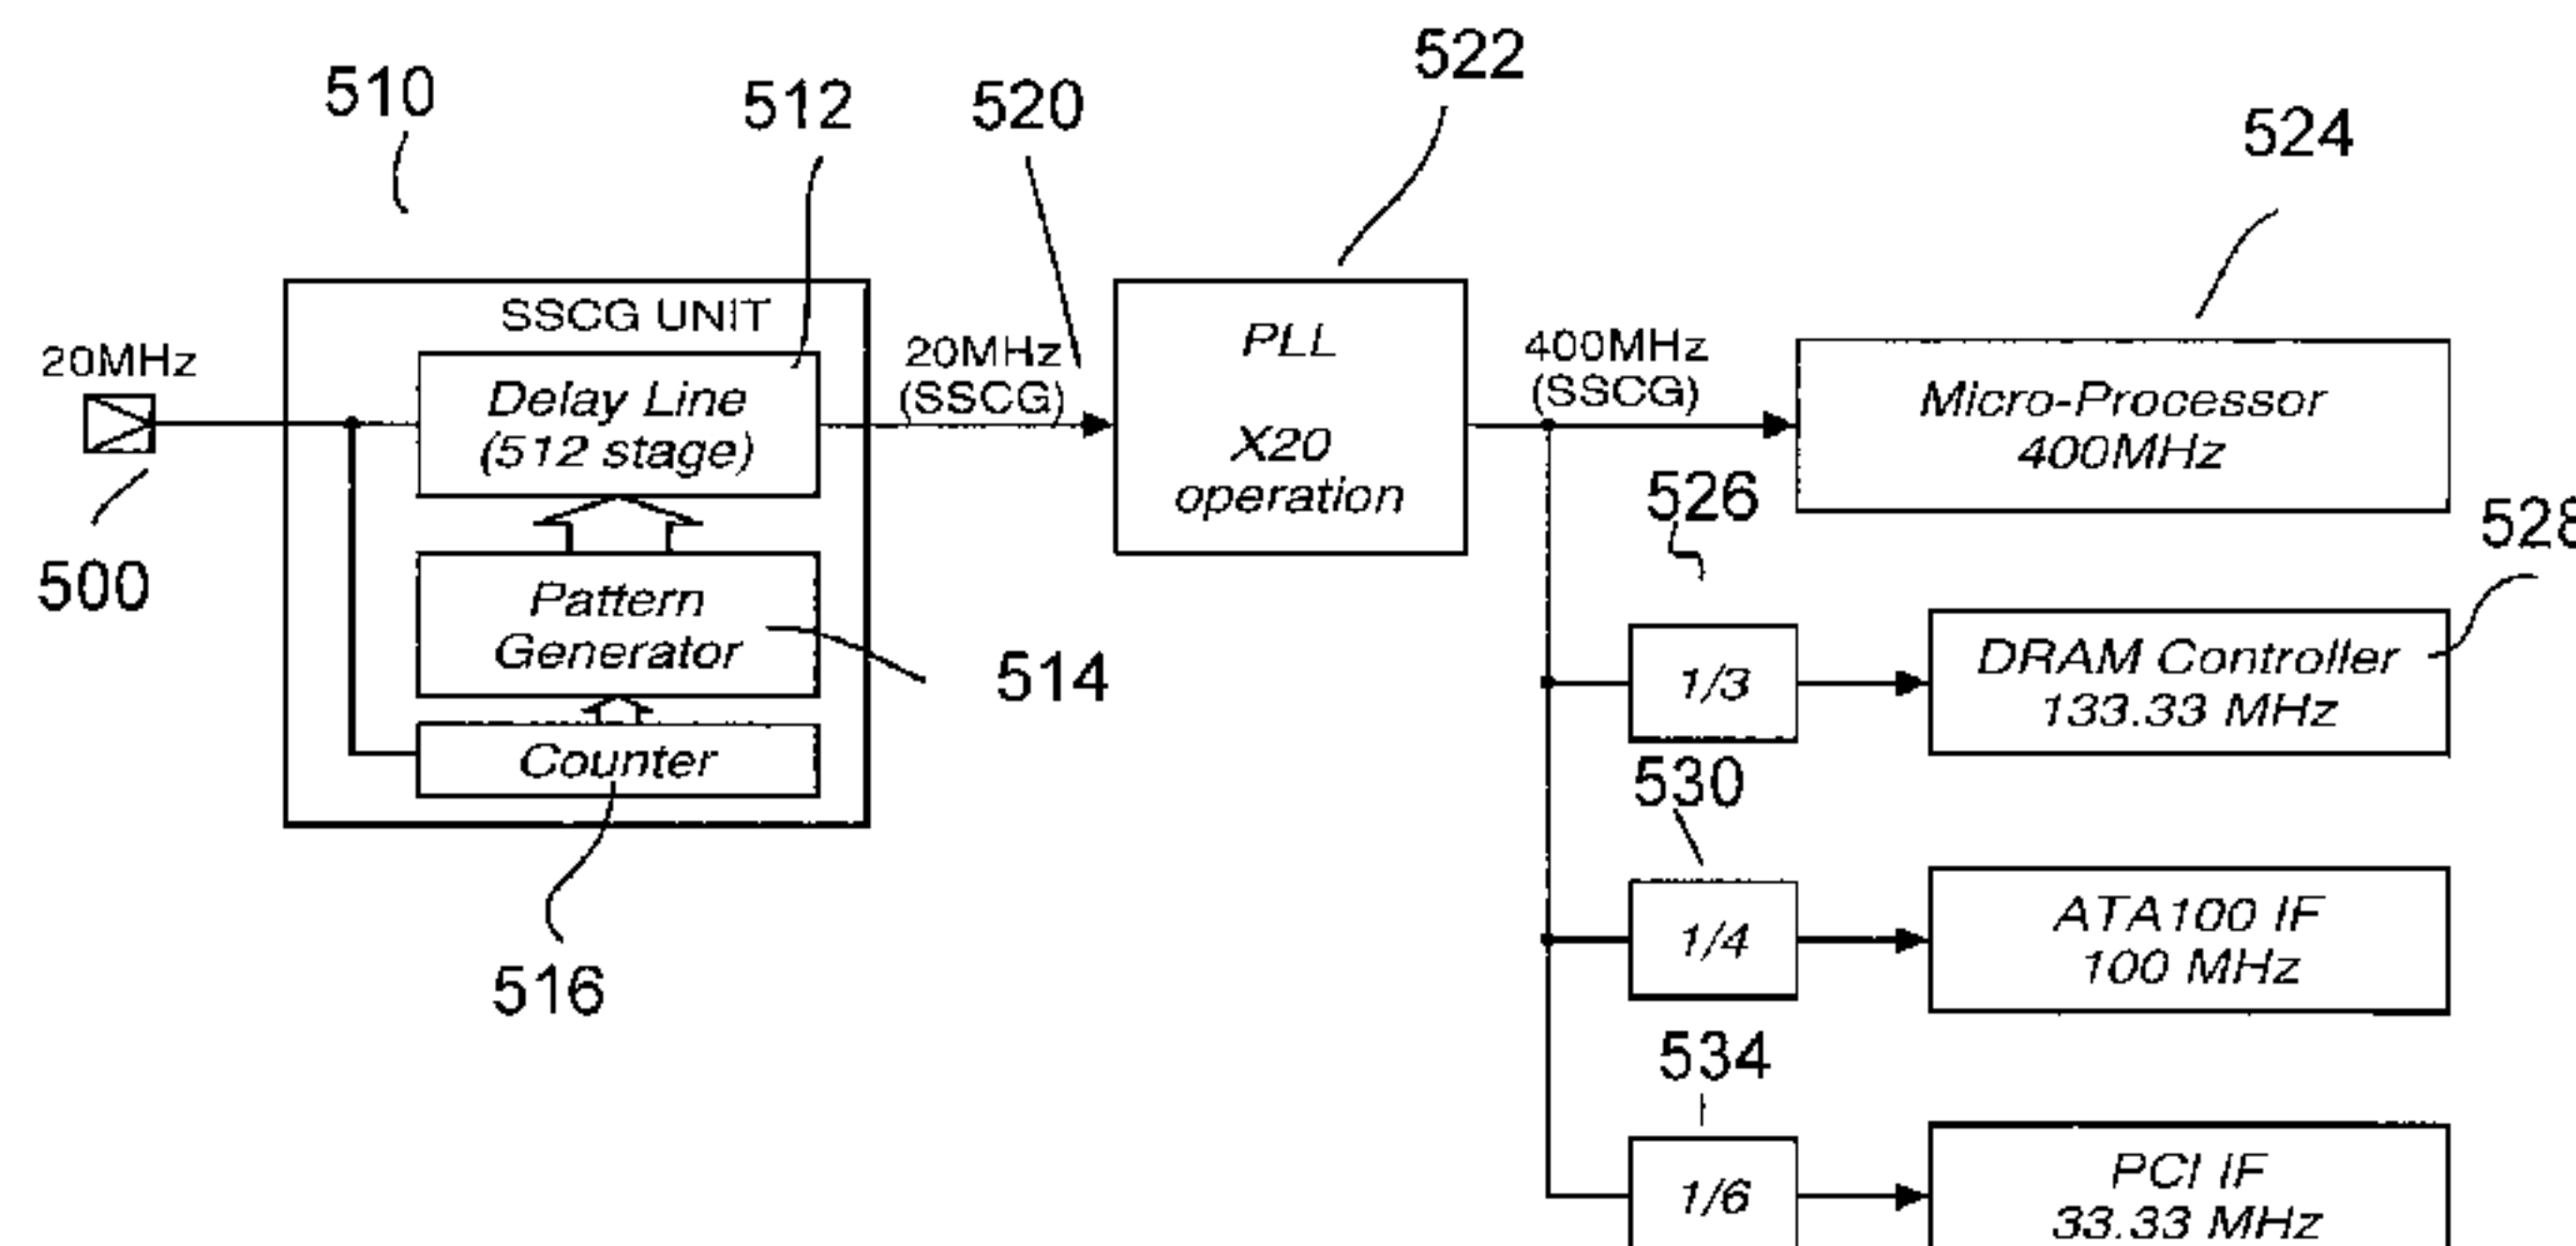 510
512
520
522
524
SSCG UNIT
20MHz
Delay Line
(512 stage)
20MHz
(SSCG)
PLL
X20
operation
400MHz
(SSCG)
Micro-Processor
400MHz
500
Pattern
Generator
514
Counter
516
526
528
1/3
DRAM Controller
133.33 MHz
530
1/4
ATA100 IF
100 MHz
534
1/6
PCI IF
33.33 MHz